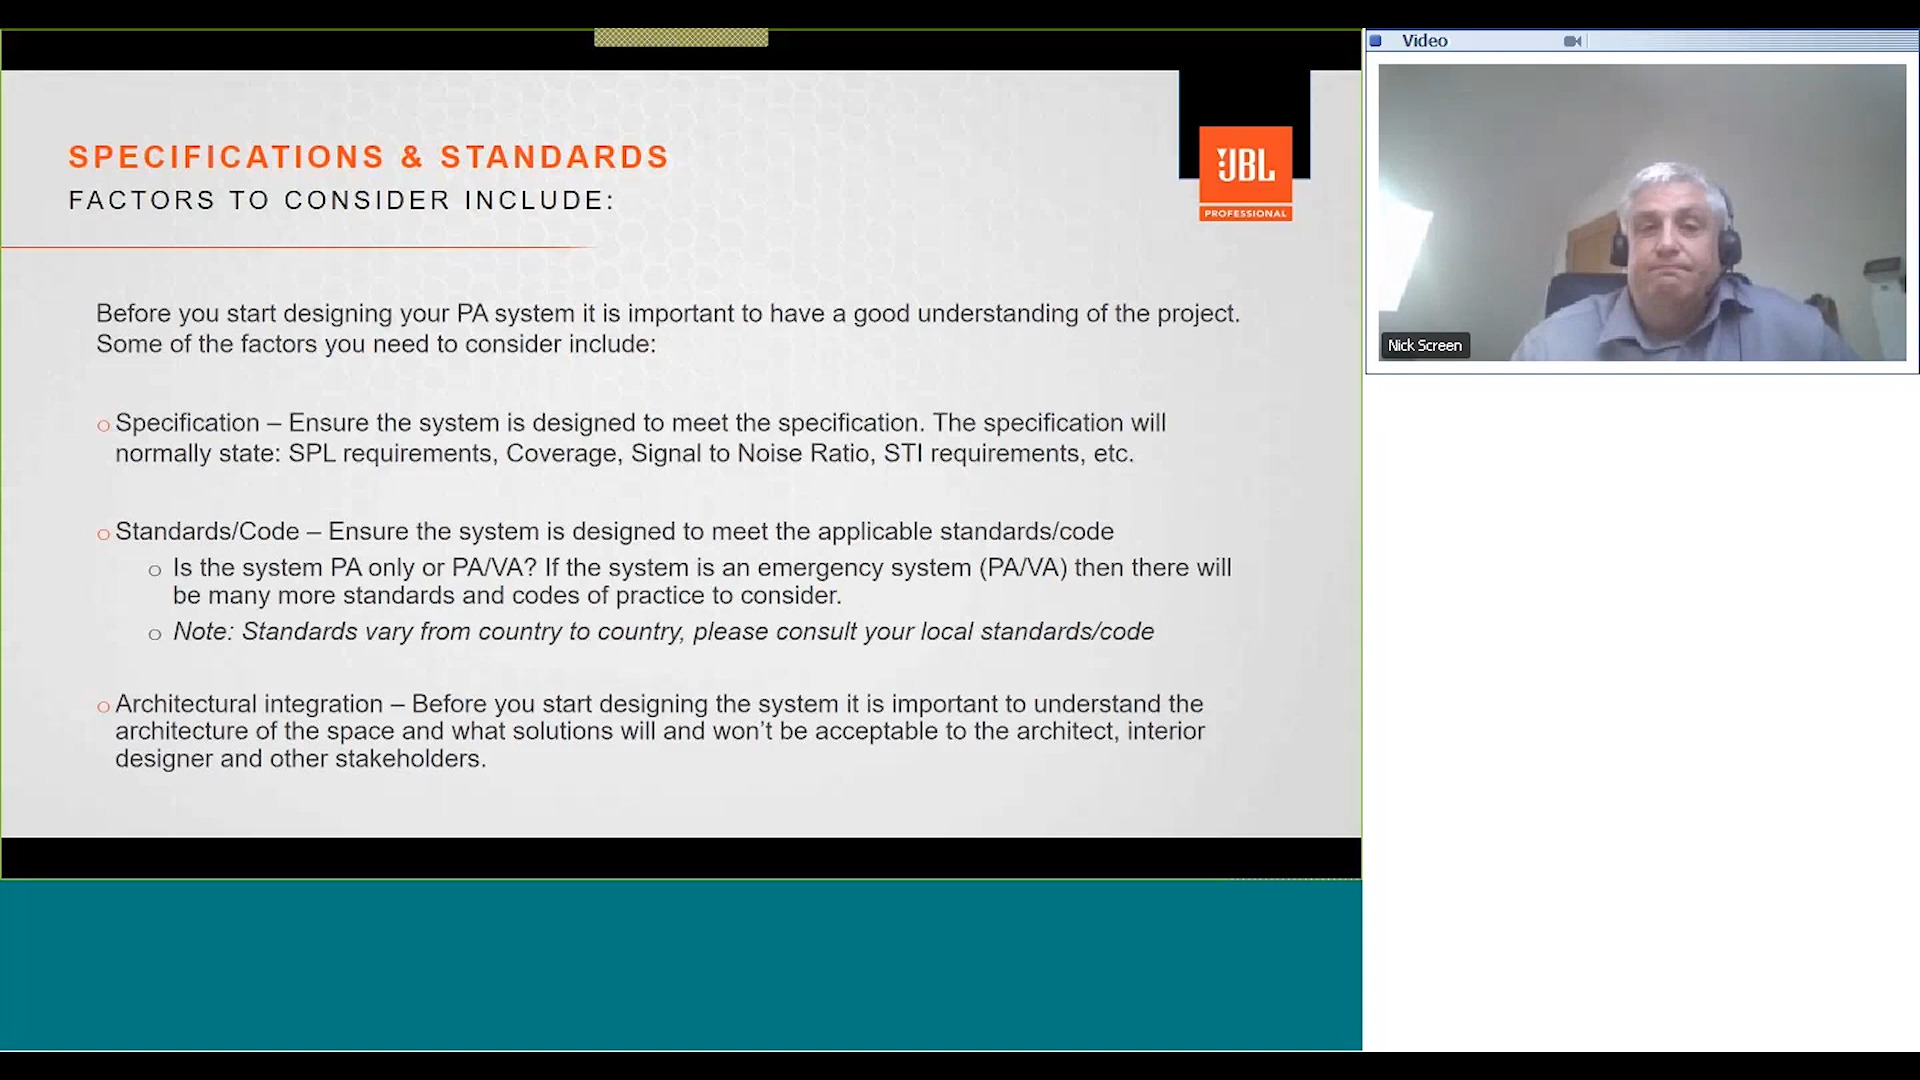 SPECIFICATIONS & STANDARDS
FACTORS TO CONSIDER INCLUDE:
JBL
PROFESSIONAL
Before you start designing your PA system it is important to have a good understanding of the project.
Some of the factors you need to consider include:
Specification – Ensure the system is designed to meet the specification. The specification will
normally state: SPL requirements, Coverage, Signal to Noise Ratio, STI requirements, etc.
Standards/Code – Ensure the system is designed to meet the applicable standards/code
Is the system PA only or PA/VA? If the system is an emergency system (PA/VA) then there will
be many more standards and codes of practice to consider.
Note: Standards vary from country to country, please consult your local standards/code
Architectural integration – Before you start designing the system it is important to understand the
architecture of the space and what solutions will and won’t be acceptable to the architect, interior
designer and other stakeholders.
Video
Nick Screen